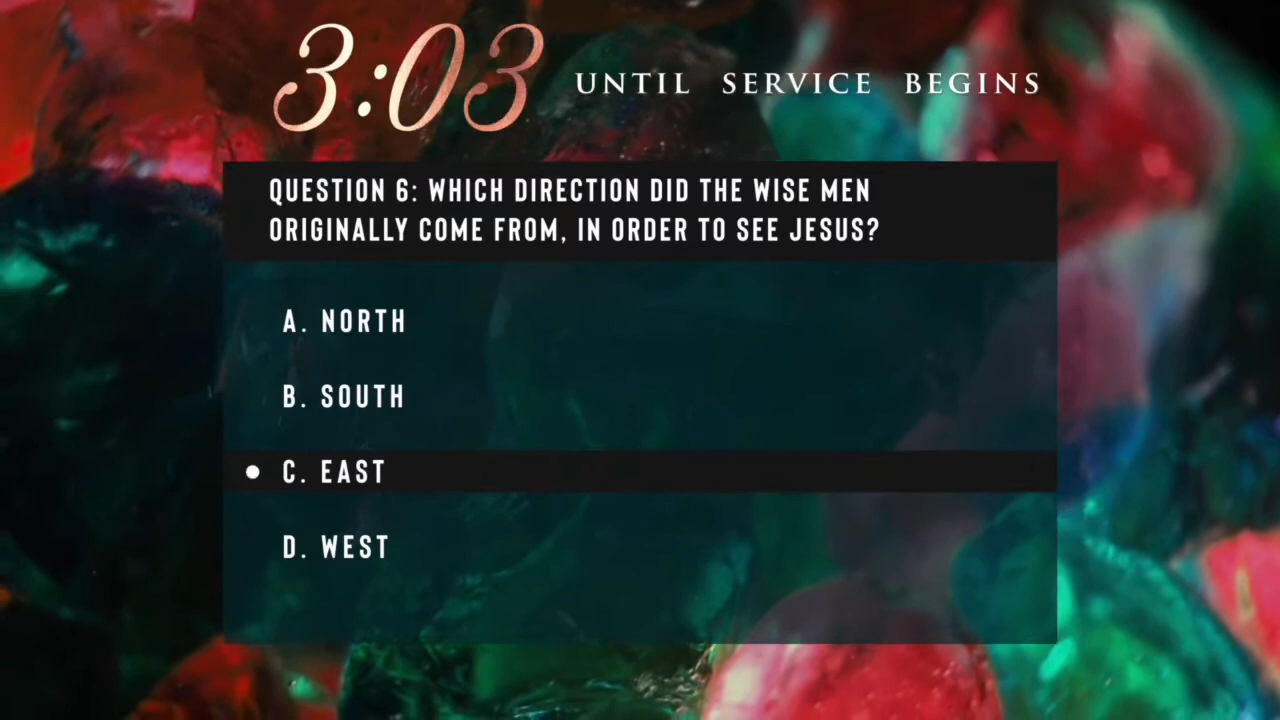 3:03 UNTIL SERVICE BEGINS
QUESTION 6: WHICH DIRECTION DID THE WISE MEN
ORIGINALLY COME FROM, IN ORDER TO SEE JESUS?
A. NORTH
B. SOUTH
C. EAST
D. WEST